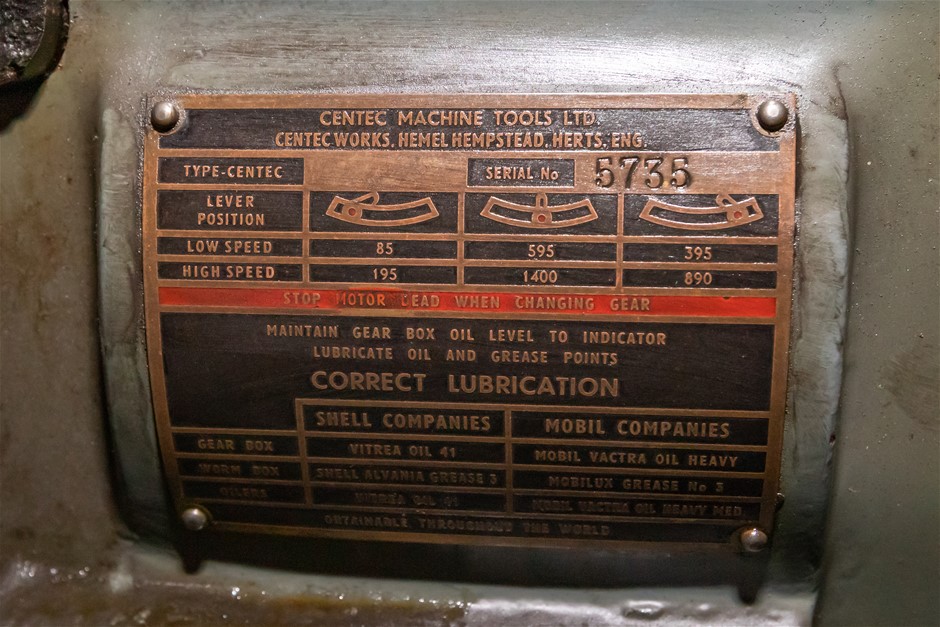 CENTEC MACHINE TOOLS LTD.
CENTEC WORKS, HEMEL HEMPSTEAD, HERTS, ENG.
TYPE-CENTEC SERIAL No 5735
LEVER POSITION
LOW SPEED 85 595 395
HIGH SPEED 195 1400 890
STOP MOTOR DEAD WHEN CHANGING GEAR
MAINTAIN GEAR BOX OIL LEVEL TO INDICATOR
LUBRICATE OIL AND GREASE POINTS
CORRECT LUBRICATION
SHELL COMPANIES MOBIL COMPANIES
GEAR BOX VITREA OIL 41 MOBIL VACTRA OIL HEAVY
WORM BOX SHELL ALVANIA GREASE 3 MOBILUX GREASE No 3
OILERS VITREA OIL 41 MOBIL VACTRA OIL HEAVY MED.
OBTAINABLE THROUGHOUT THE WORLD